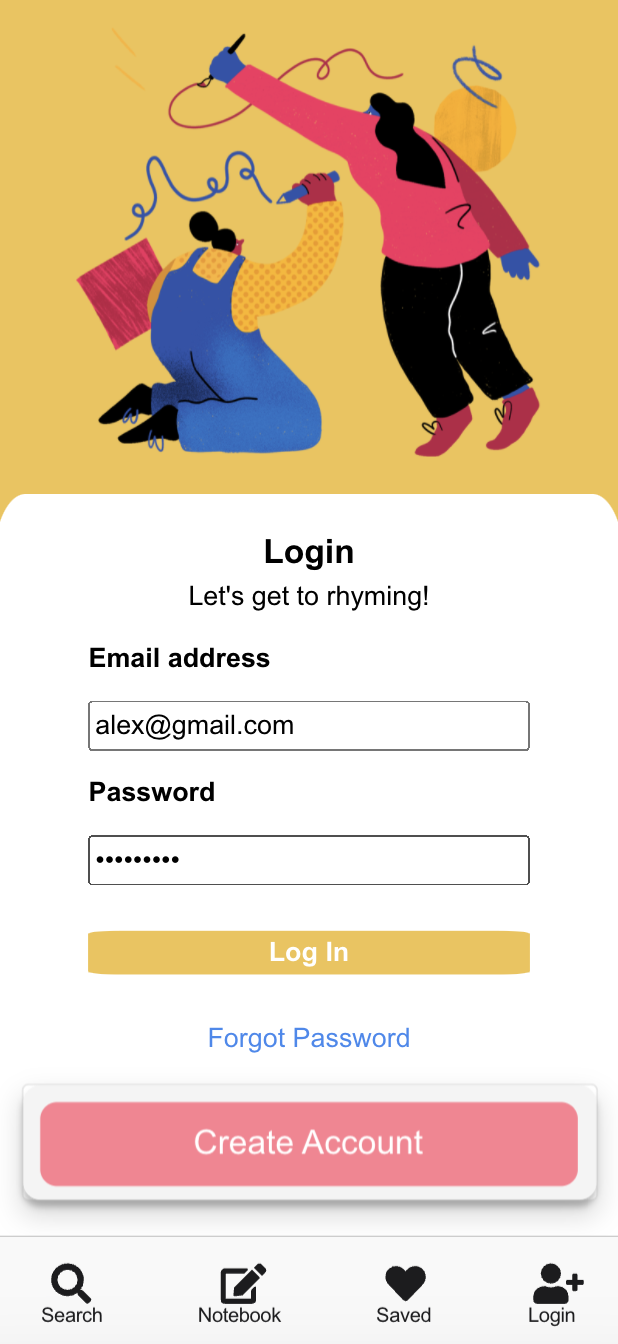 Login
Let's get to rhyming!
Email address
alex@gmail.com
Password
•••••••••
Log In
Forgot Password
Create Account
Search Notebook Saved Login